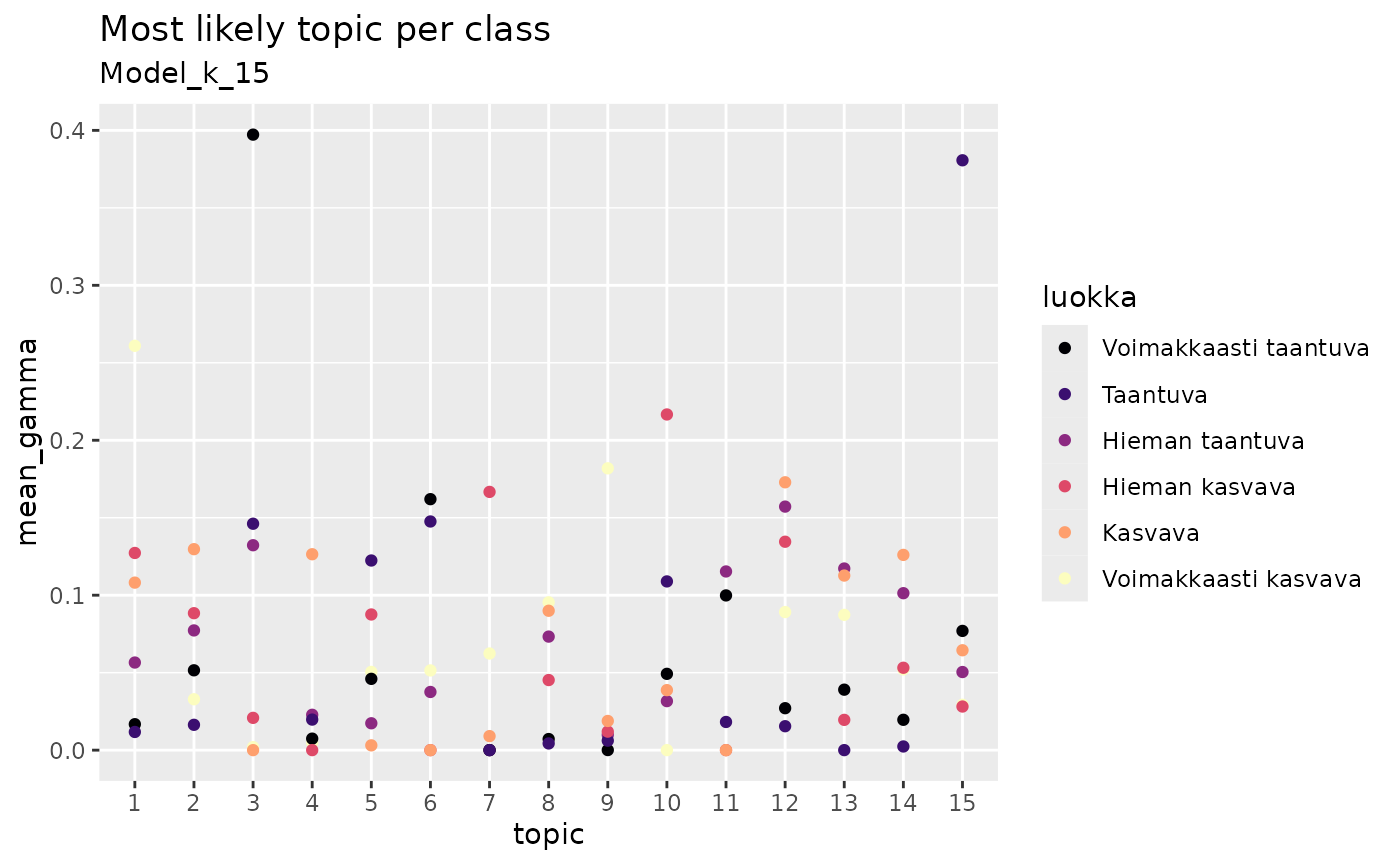 Most likely topic per class
Model_k_15
mean_gamma
0.4
0.3
0.2
0.1
0.0
1 2 3 4 5 6 7 8 9 10 11 12 13 14 15
topic
luokka
Voimakkaasti taantuva
Taantuva
Hieman taantuva
Hieman kasvava
Kasvava
Voimakkaasti kasvava